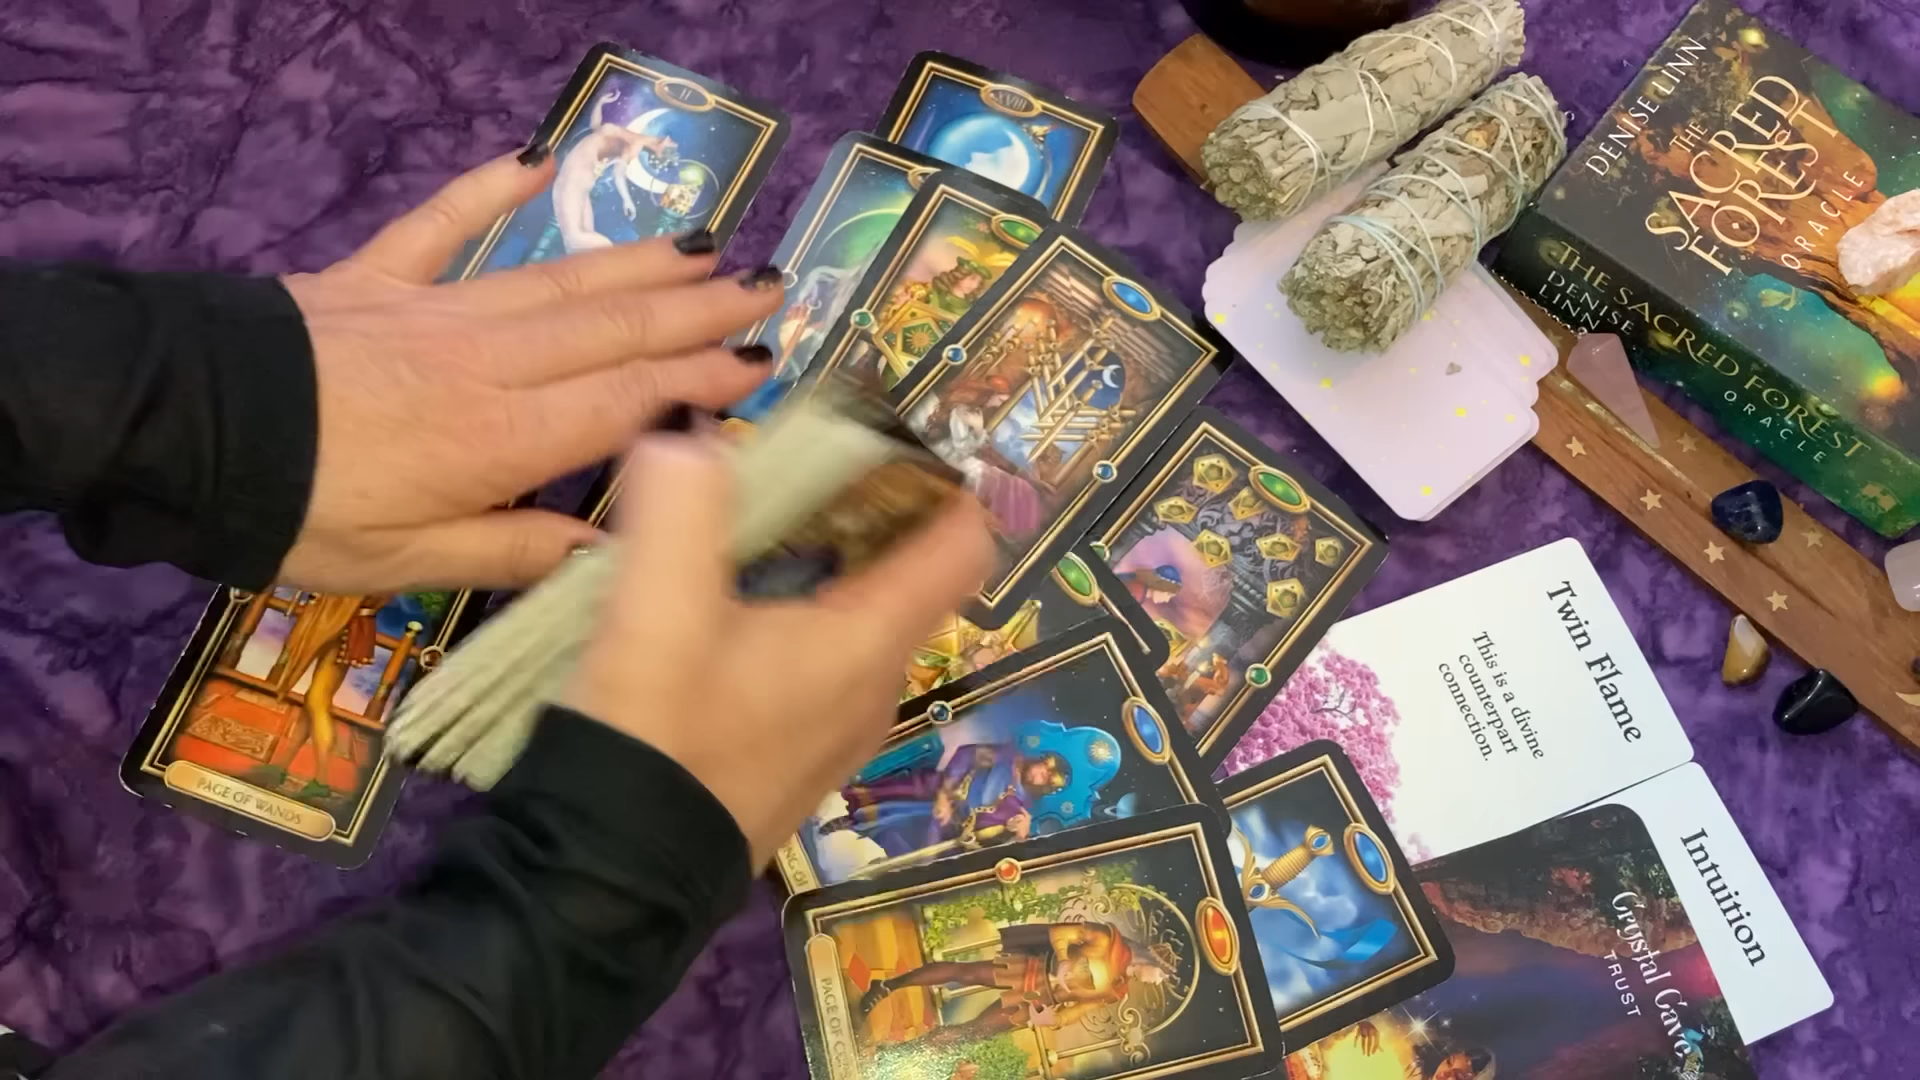 II
XVIII
DENISE LINN
THE
SACRED
FOREST
ORACLE
THE SACRED FOREST
ORACLE
DENISE
LINN
Twin Flame
This is a divine
counterpart
connection.
Intuition
Crystal Cave
TRUST
PAGE OF WANDS
PAGE OF